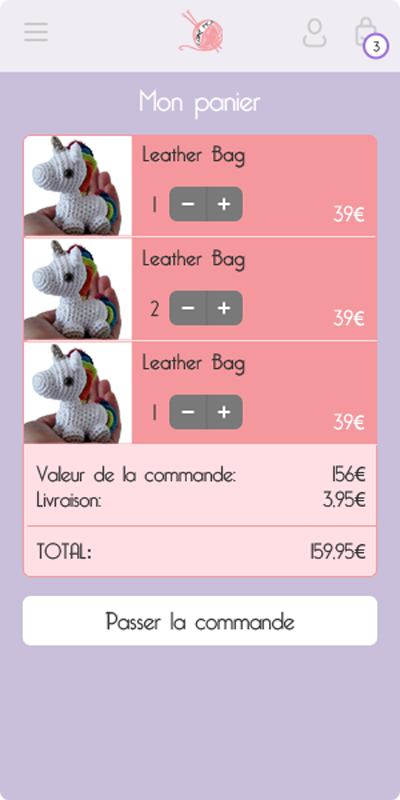 3
Mon panier
Leather Bag
1 − +
39€
Leather Bag
2 − +
39€
Leather Bag
1 − +
39€
Valeur de la commande: 156€
Livraison: 3,95€
TOTAL: 159,95€
Passer la commande